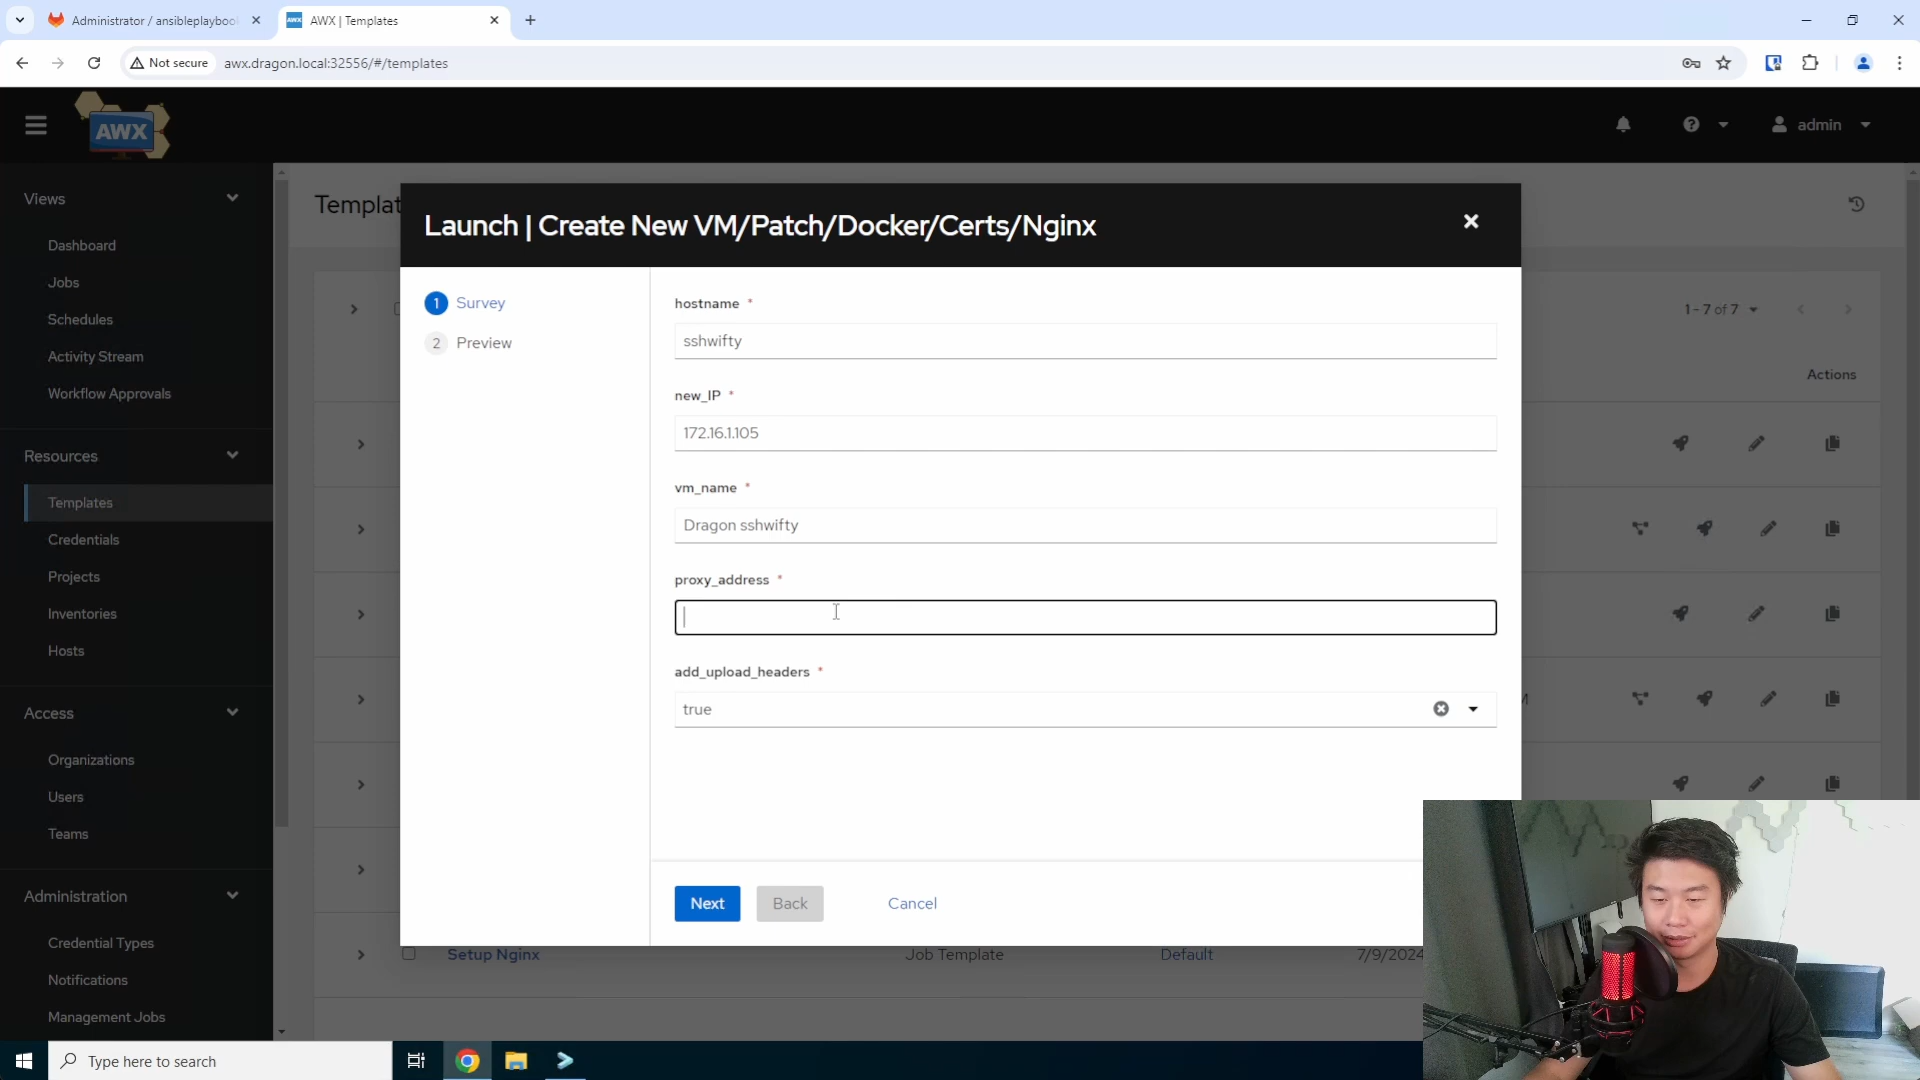 Administrator / ansibleplayboo
AWX | Templates
Not secure
awx.dragon.local:32556/#/templates
AWX
admin
Views
Dashboard
Jobs
Schedules
Activity Stream
Workflow Approvals
Resources
Templates
Credentials
Projects
Inventories
Hosts
Access
Organizations
Users
Teams
Administration
Credential Types
Notifications
Management Jobs
Templat
1 - 7 of 7
Actions
Launch | Create New VM/Patch/Docker/Certs/Nginx
1 Survey
2 Preview
hostname *
sshwifty
new_IP *
172.16.1.105
vm_name *
Dragon sshwifty
proxy_address *
add_upload_headers *
true
Next
Back
Cancel
Setup Nginx
Job Template
Default
7/9/2024
Type here to search